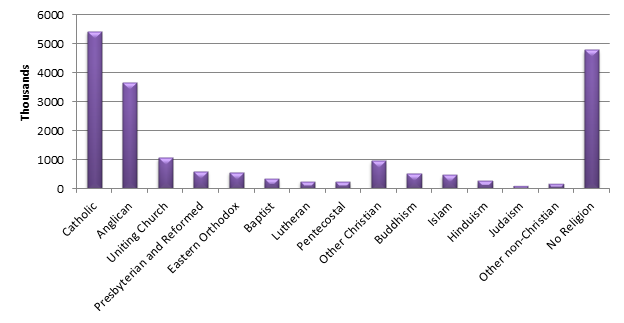 6000
5000
4000
3000
2000
1000
0
Thousands
Catholic
Anglican
Uniting Church
Presbyterian and Reformed
Eastern Orthodox
Baptist
Lutheran
Pentecostal
Other Christian
Buddhism
Islam
Hinduism
Judaism
Other non-Christian
No Religion